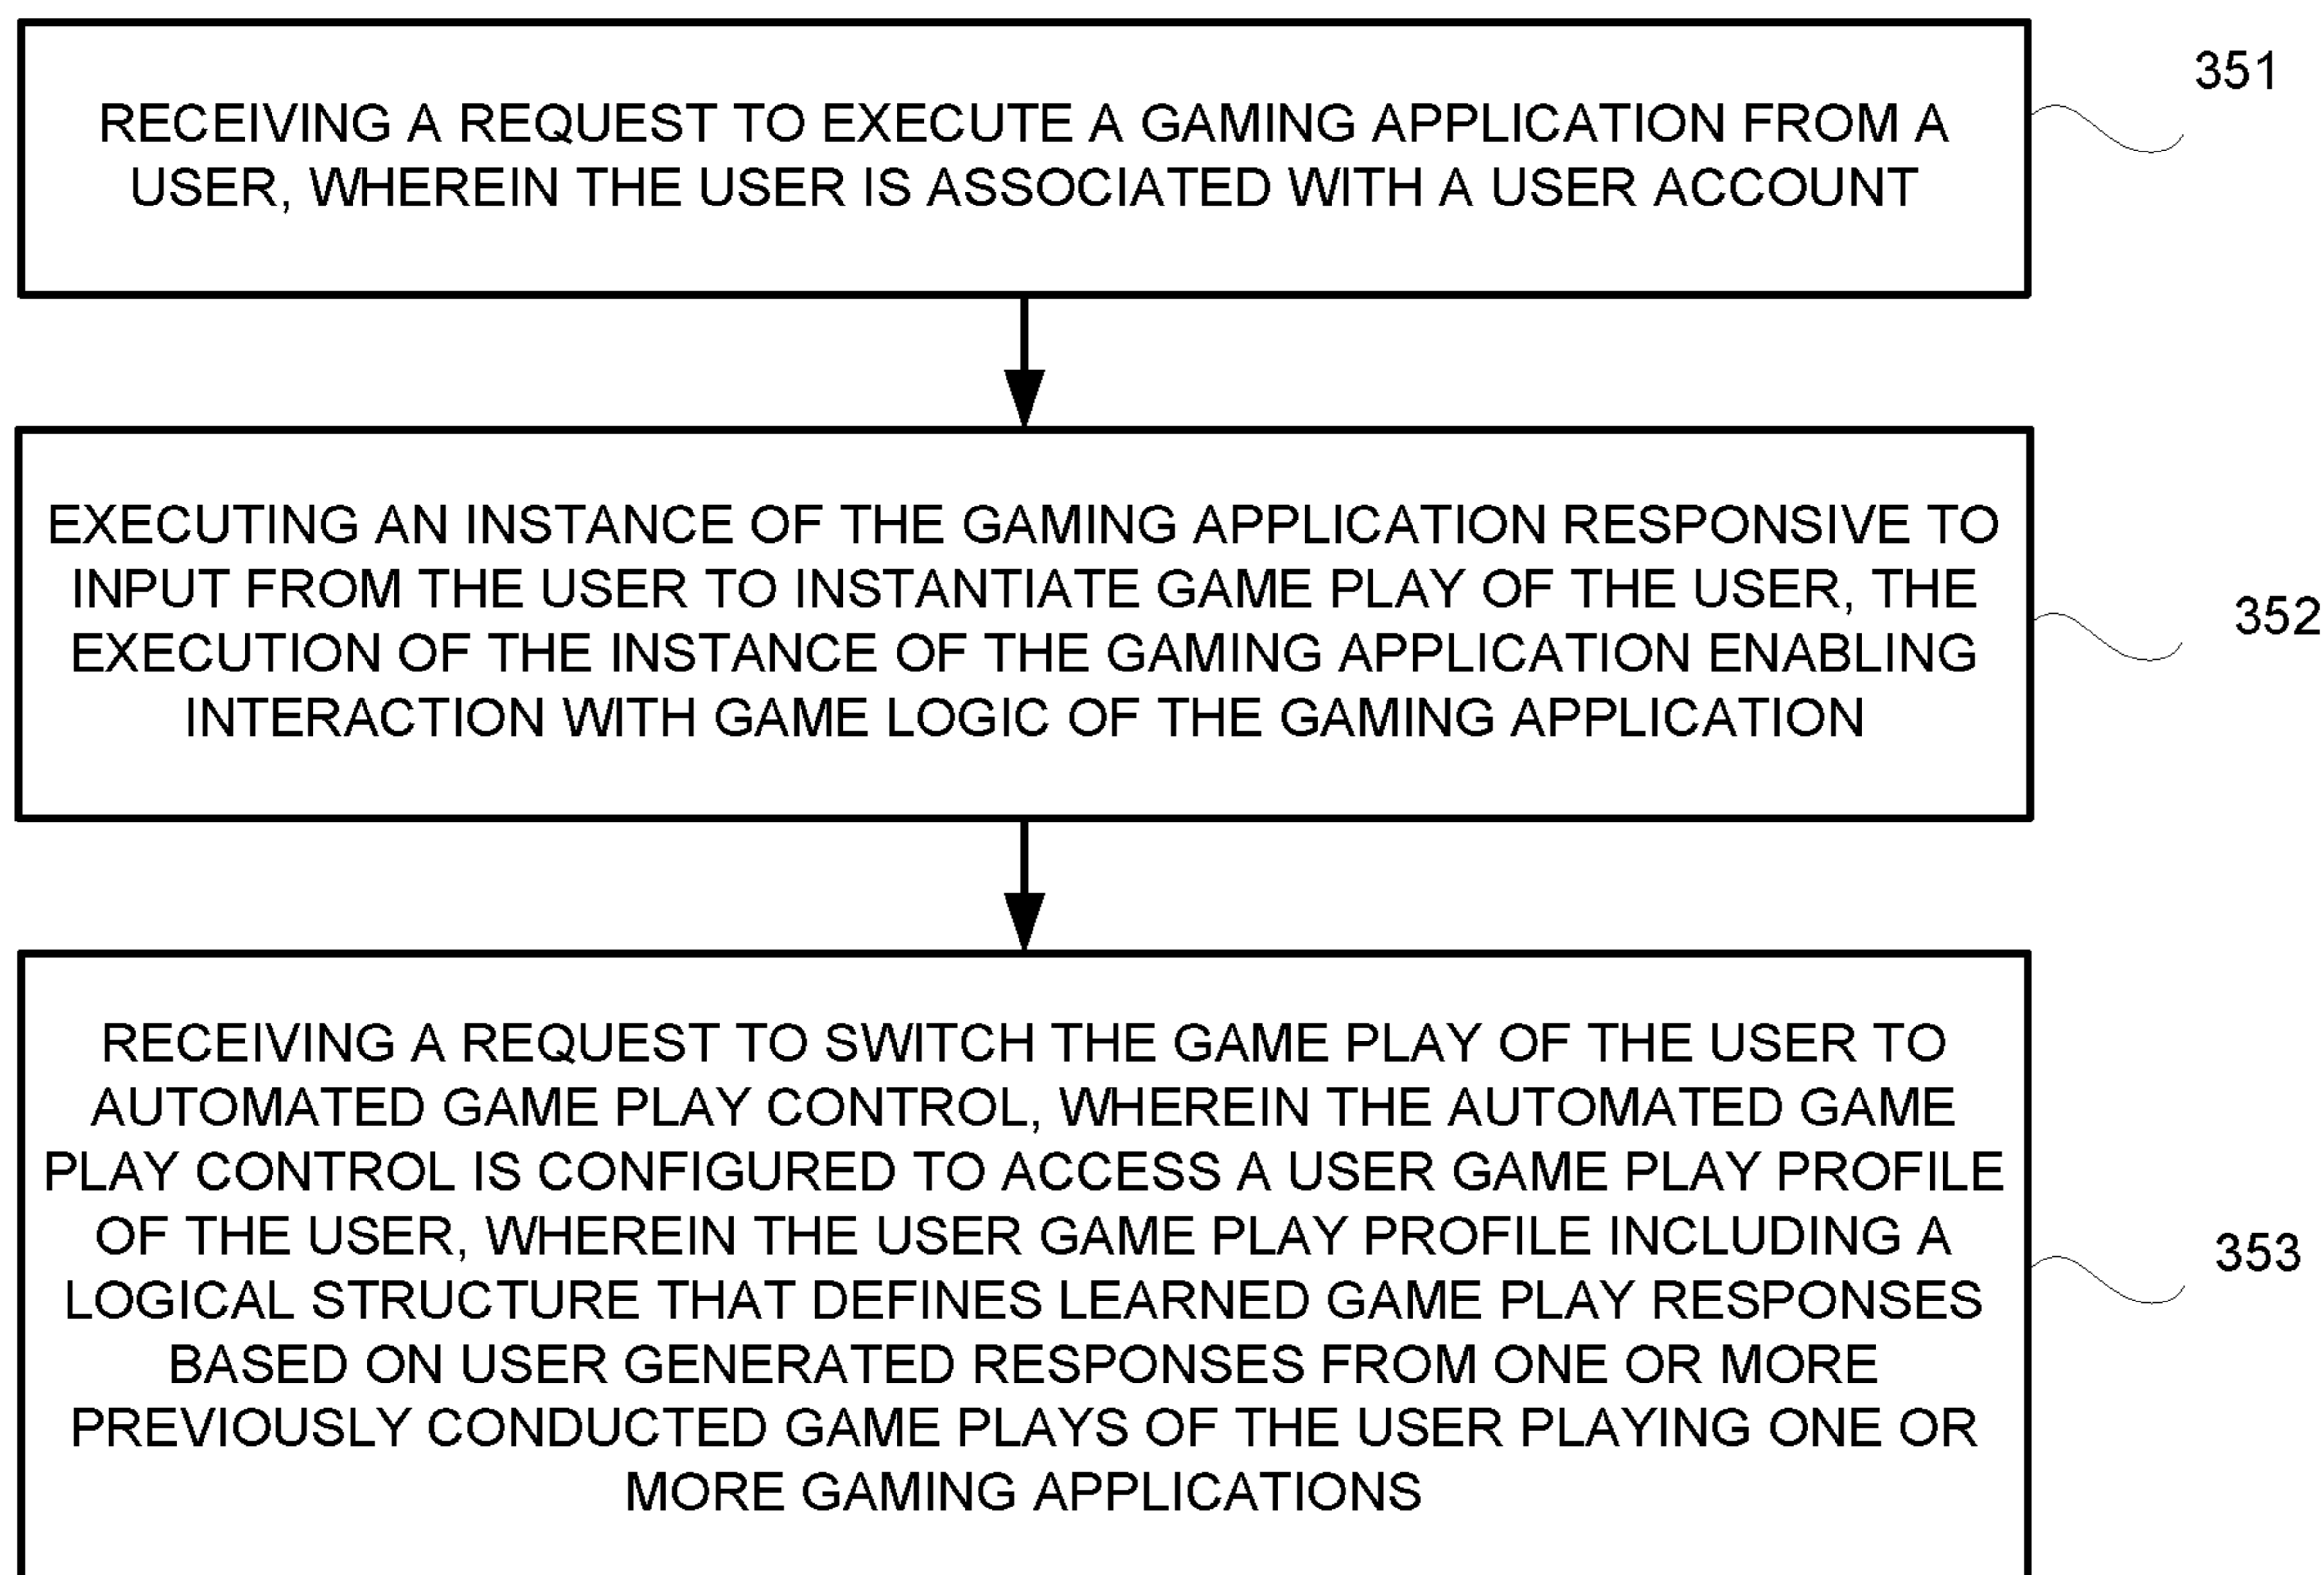 351
RECEIVING A REQUEST TO EXECUTE A GAMING APPLICATION FROM A
USER, WHEREIN THE USER IS ASSOCIATED WITH A USER ACCOUNT
EXECUTING AN INSTANCE OF THE GAMING APPLICATION RESPONSIVE TO
INPUT FROM THE USER TO INSTANTIATE GAME PLAY OF THE USER, THE
EXECUTION OF THE INSTANCE OF THE GAMING APPLICATION ENABLING
INTERACTION WITH GAME LOGIC OF THE GAMING APPLICATION
352
RECEIVING A REQUEST TO SWITCH THE GAME PLAY OF THE USER TO
AUTOMATED GAME PLAY CONTROL, WHEREIN THE AUTOMATED GAME
PLAY CONTROL IS CONFIGURED TO ACCESS A USER GAME PLAY PROFILE
OF THE USER, WHEREIN THE USER GAME PLAY PROFILE INCLUDING A
LOGICAL STRUCTURE THAT DEFINES LEARNED GAME PLAY RESPONSES
BASED ON USER GENERATED RESPONSES FROM ONE OR MORE
PREVIOUSLY CONDUCTED GAME PLAYS OF THE USER PLAYING ONE OR
MORE GAMING APPLICATIONS
353